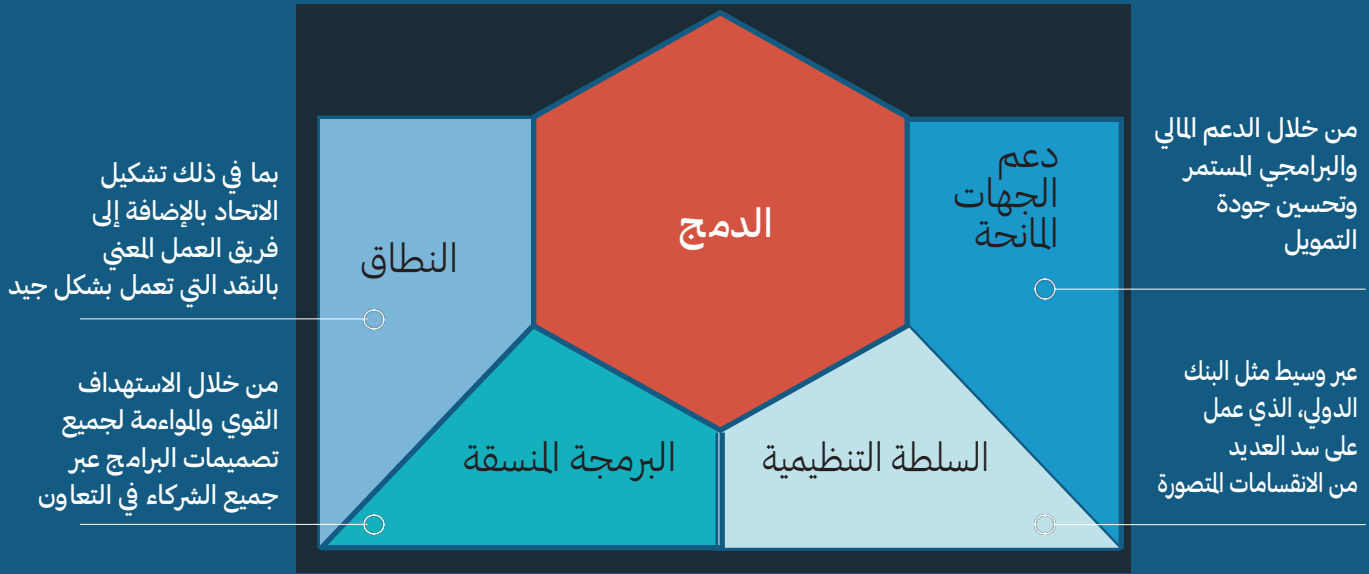 من خلال الدعم المالي
والبرامجي المستمر
وتحسين جودة
التمويل
دعم
الجهات
المانحة
الدمج
النطاق
بما في ذلك تشكيل
الاتحاد بالإضافة إلى
فريق العمل المعني
بالنقد التي تعمل بشكل جيد
عبر وسيط مثل البنك
الدولي، الذي عمل
على سد العديد
من الانقسامات المتصورة
السلطة التنظيمية
البرمجة المنسقة
من خلال الاستهداف
القوي والمواءمة لجميع
تصميمات البرامج عبر
جميع الشركاء في التعاون